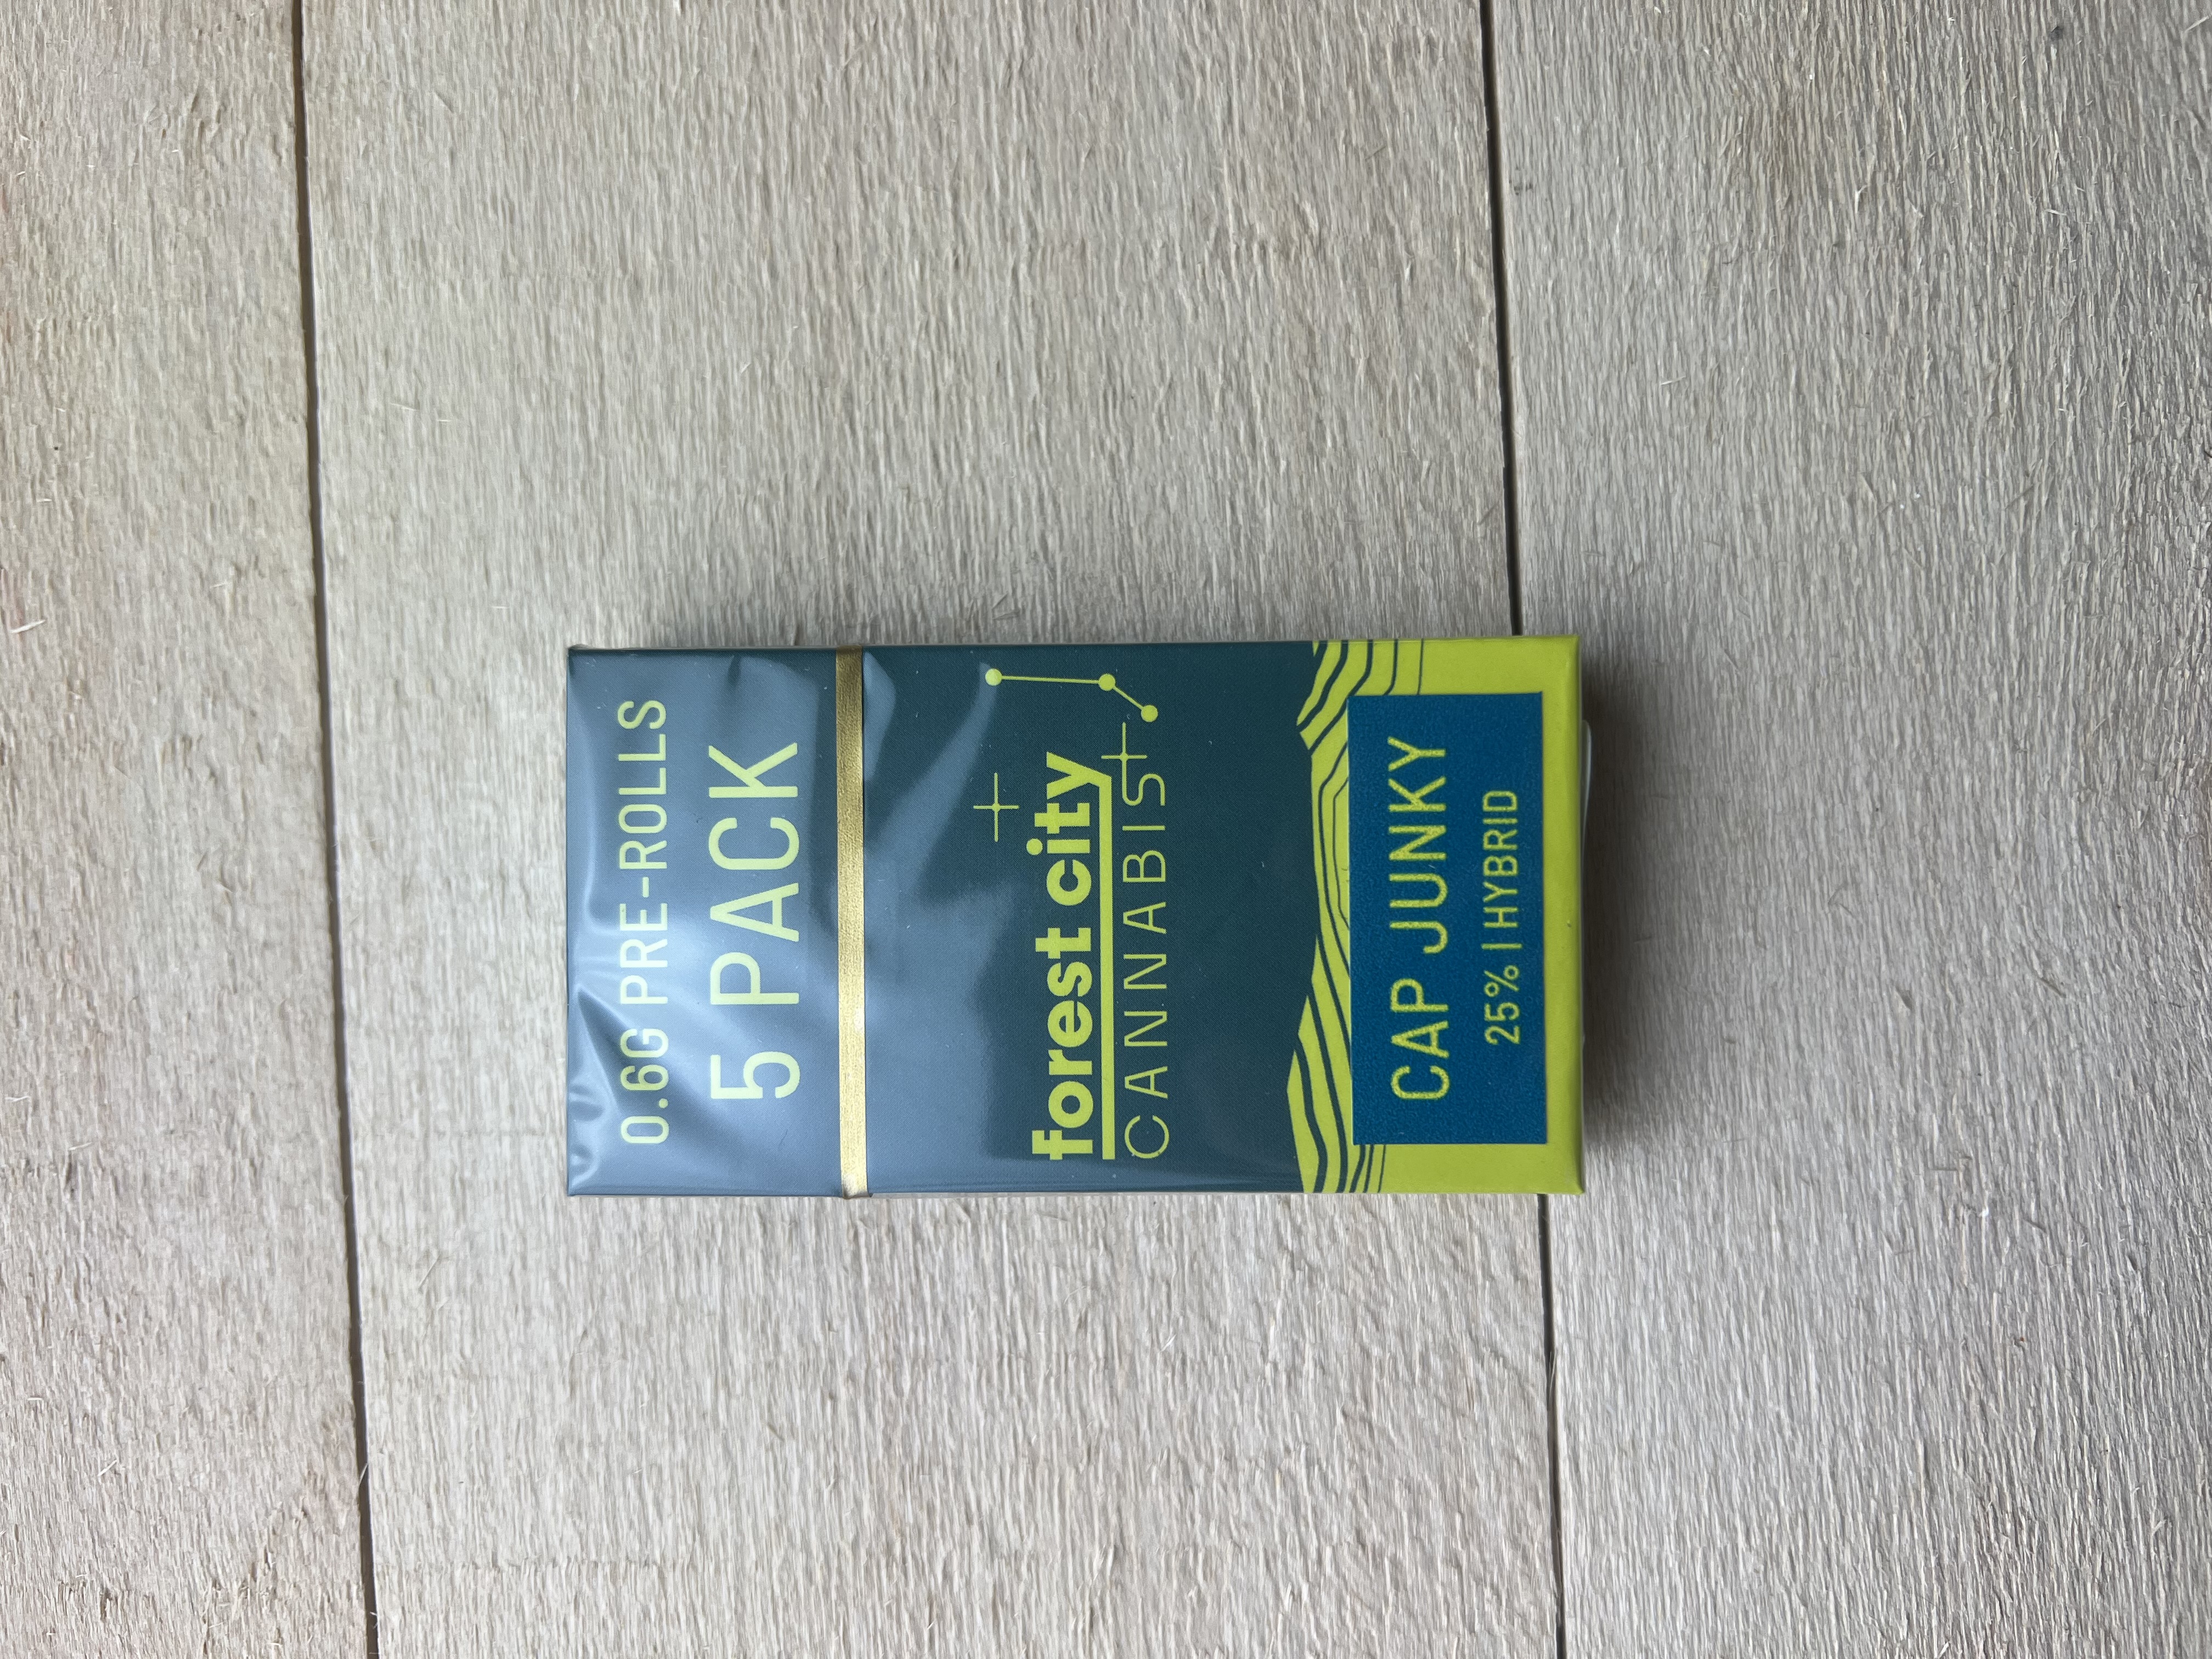 0.6G PRE-ROLLS
5 PACK
forest city
CANNABIS
CAP JUNKY
25% | HYBRID